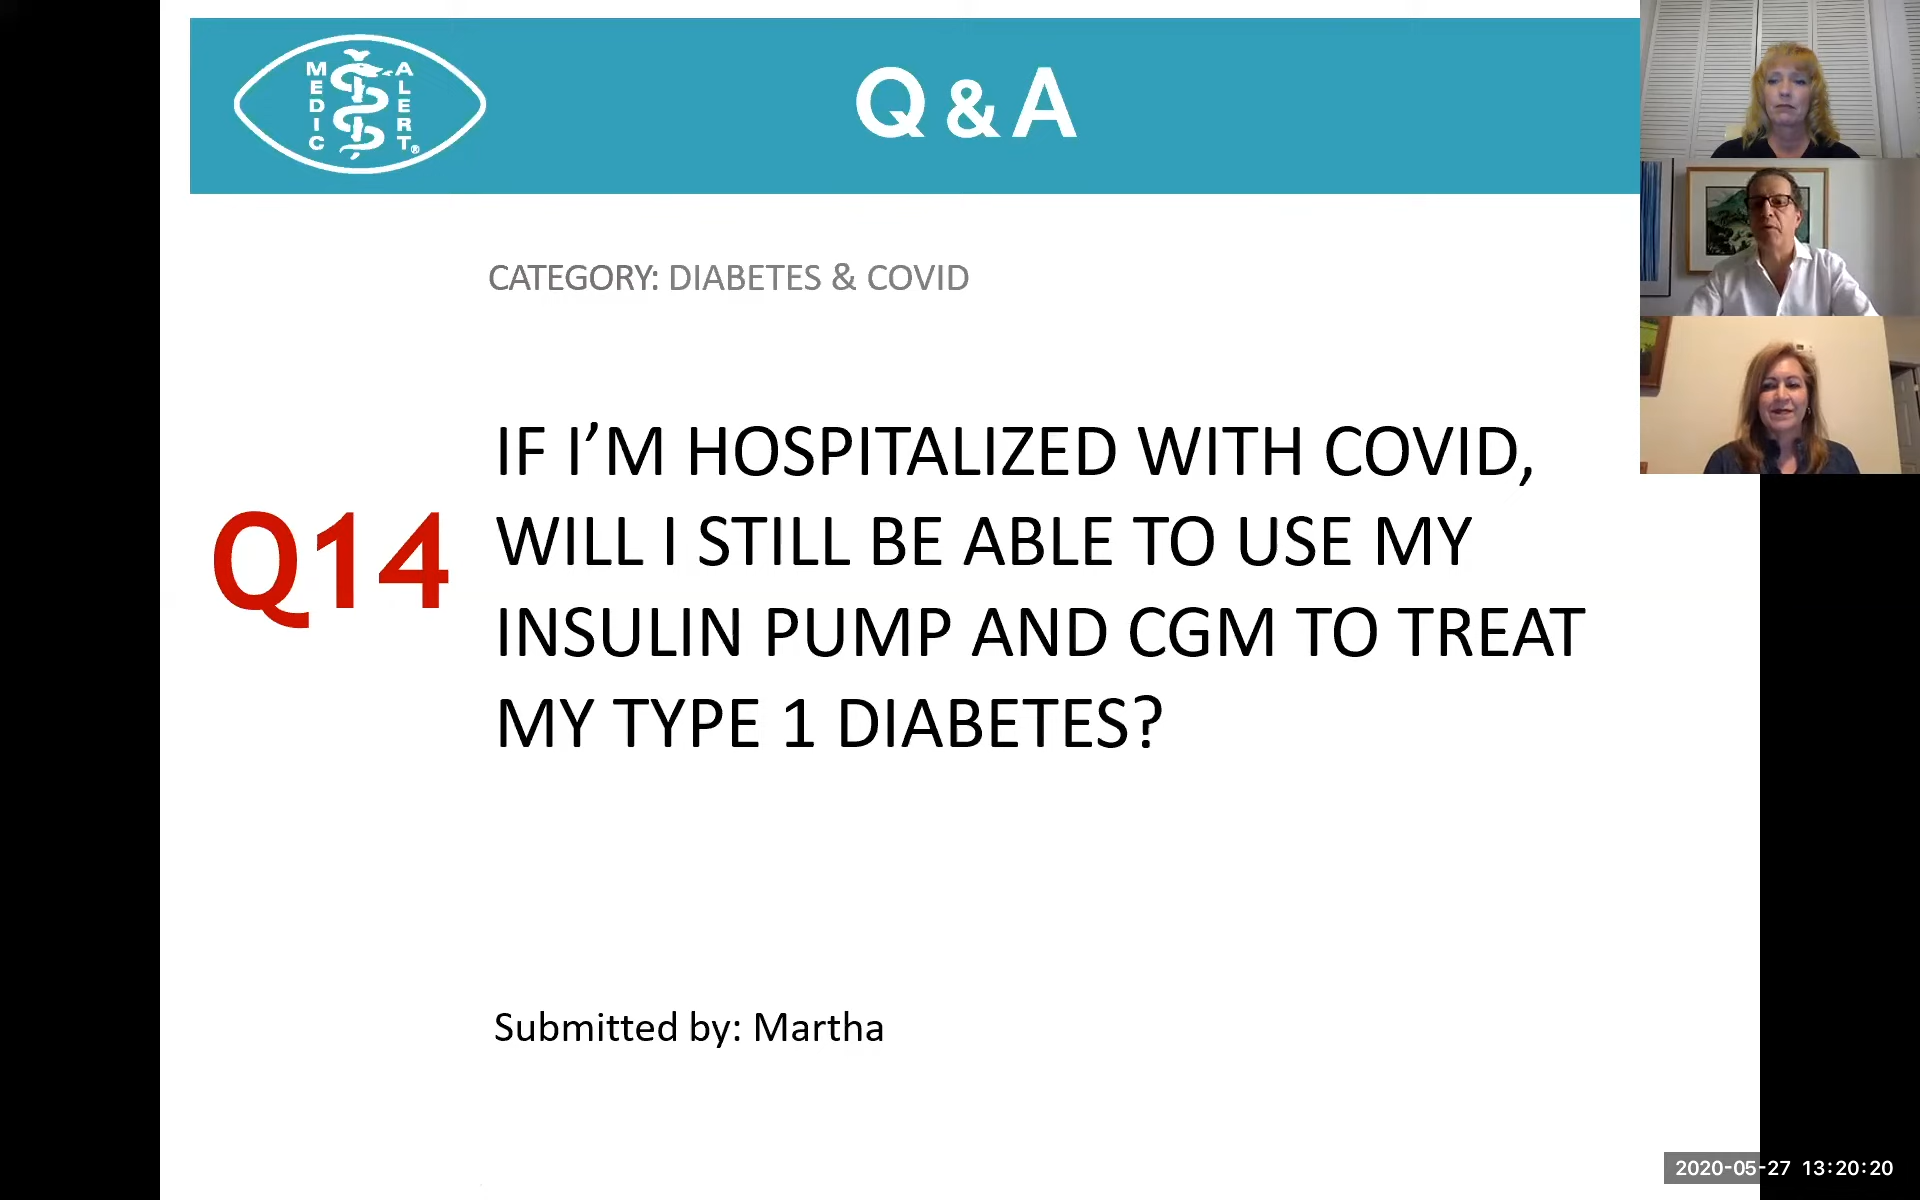 MEDIC
ALERT®
Q & A
CATEGORY: DIABETES & COVID
Q14
IF I’M HOSPITALIZED WITH COVID,
WILL I STILL BE ABLE TO USE MY
INSULIN PUMP AND CGM TO TREAT
MY TYPE 1 DIABETES?
Submitted by: Martha
2020-05-27 13:20:20